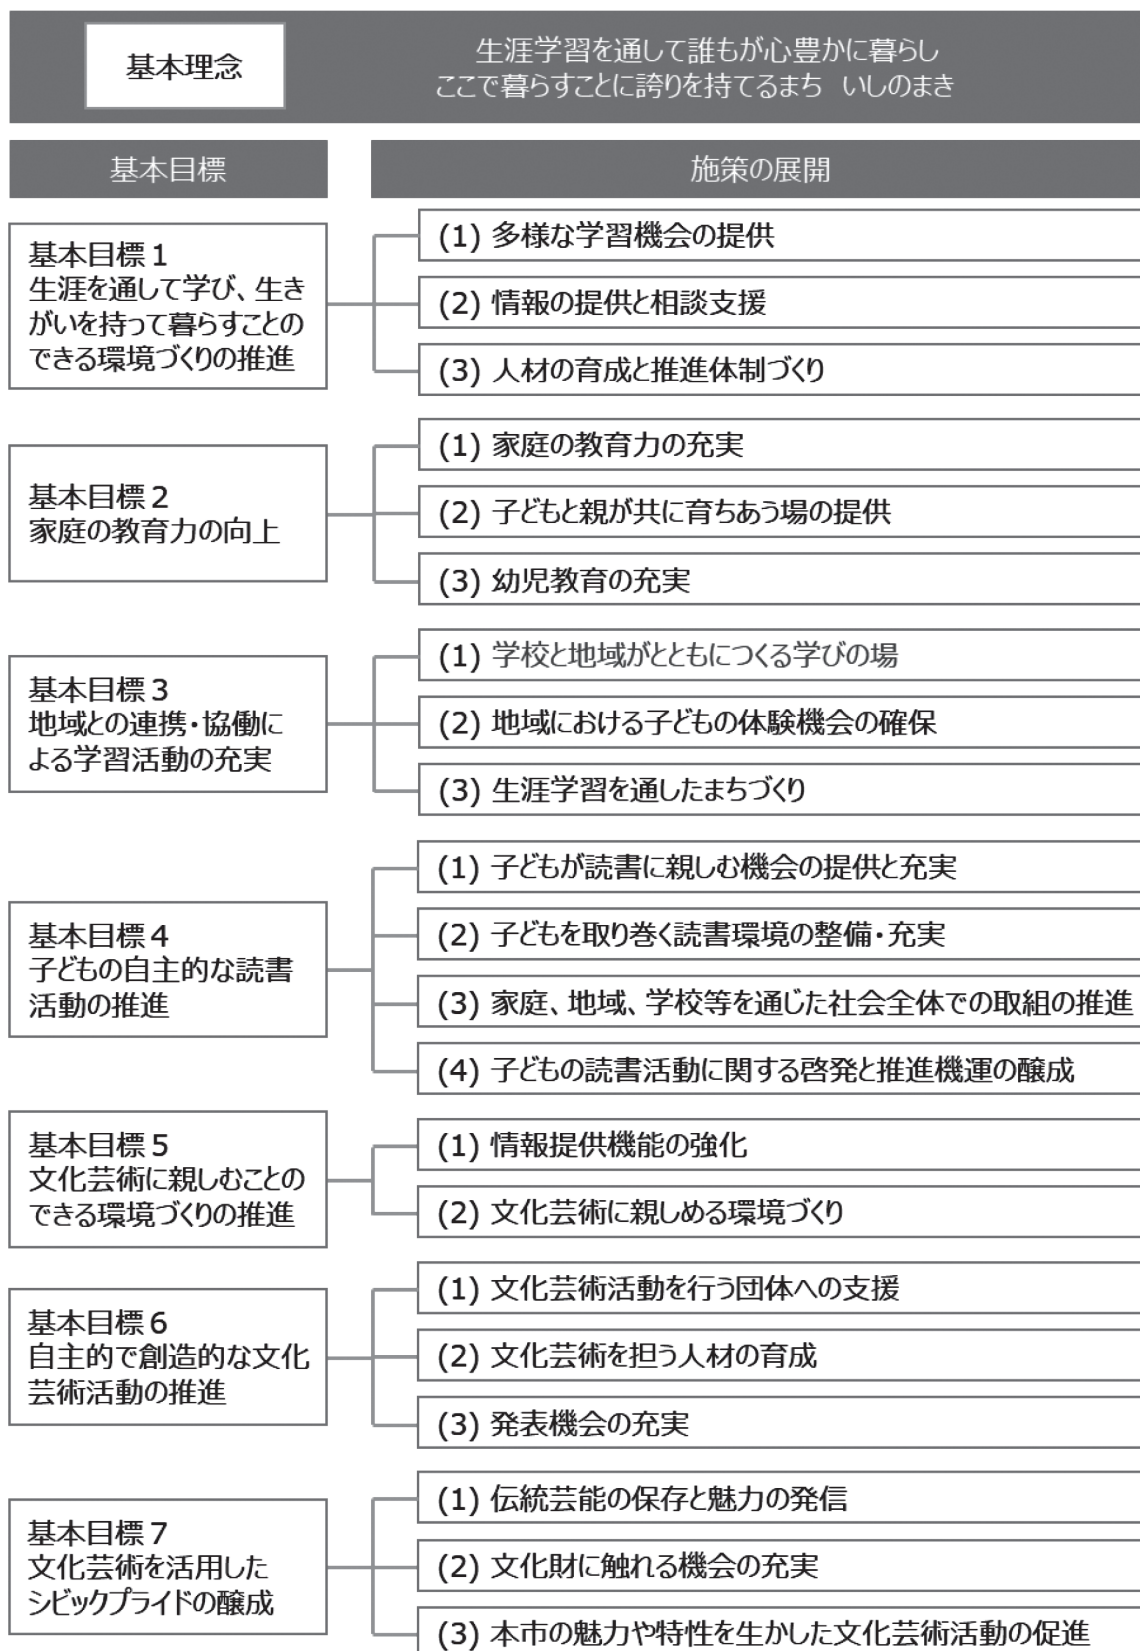 基本理念
生涯学習を通して誰もが心豊かに暮らし
ここで暮らすことに誇りを持てるまち　いしのまき
基本目標
施策の展開
基本目標１
生涯を通して学び、生き
がいを持って暮らすことの
できる環境づくりの推進
(1) 多様な学習機会の提供
(2) 情報の提供と相談支援
(3) 人材の育成と推進体制づくり
基本目標２
家庭の教育力の向上
(1) 家庭の教育力の充実
(2) 子どもと親が共に育ちあう場の提供
(3) 幼児教育の充実
基本目標３
地域との連携・協働に
よる学習活動の充実
(1) 学校と地域がとともにつくる学びの場
(2) 地域における子どもの体験機会の確保
(3) 生涯学習を通したまちづくり
基本目標４
子どもの自主的な読書
活動の推進
(1) 子どもが読書に親しむ機会の提供と充実
(2) 子どもを取り巻く読書環境の整備・充実
(3) 家庭、地域、学校等を通じた社会全体での取組の推進
(4) 子どもの読書活動に関する啓発と推進機運の醸成
基本目標５
文化芸術に親しむことの
できる環境づくりの推進
(1) 情報提供機能の強化
(2) 文化芸術に親しめる環境づくり
基本目標６
自主的で創造的な文化
芸術活動の推進
(1) 文化芸術活動を行う団体への支援
(2) 文化芸術を担う人材の育成
(3) 発表機会の充実
基本目標７
文化芸術を活用した
シビックプライドの醸成
(1) 伝統芸能の保存と魅力の発信
(2) 文化財に触れる機会の充実
(3) 本市の魅力や特性を生かした文化芸術活動の促進